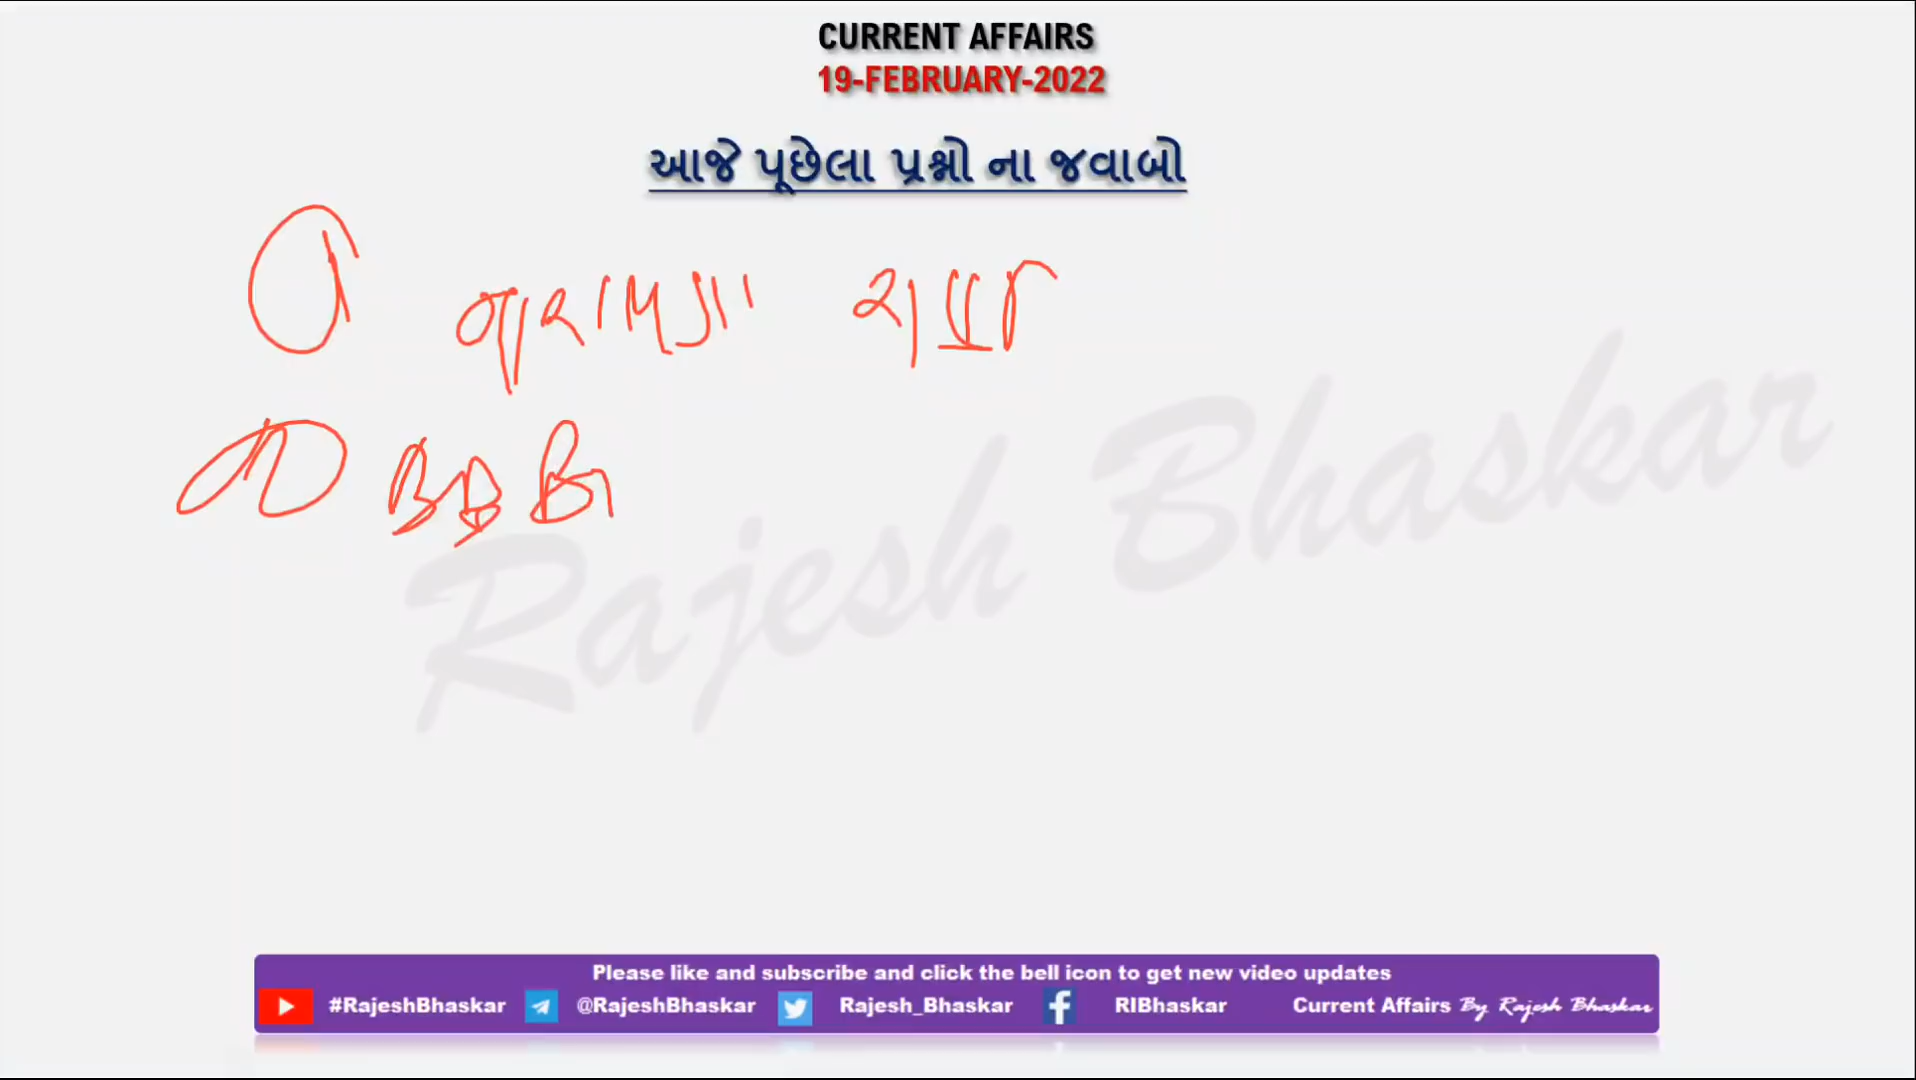 CURRENT AFFAIRS
19-FEBRUARY-2022
આજે પૂછેલા પ્રશ્નો ના જવાબો
Rajesh Bhaskar
Please like and subscribe and click the bell icon to get new video updates
#RajeshBhaskar @RajeshBhaskar Rajesh_Bhaskar RIBhaskar Current Affairs By Rajesh Bhaskar